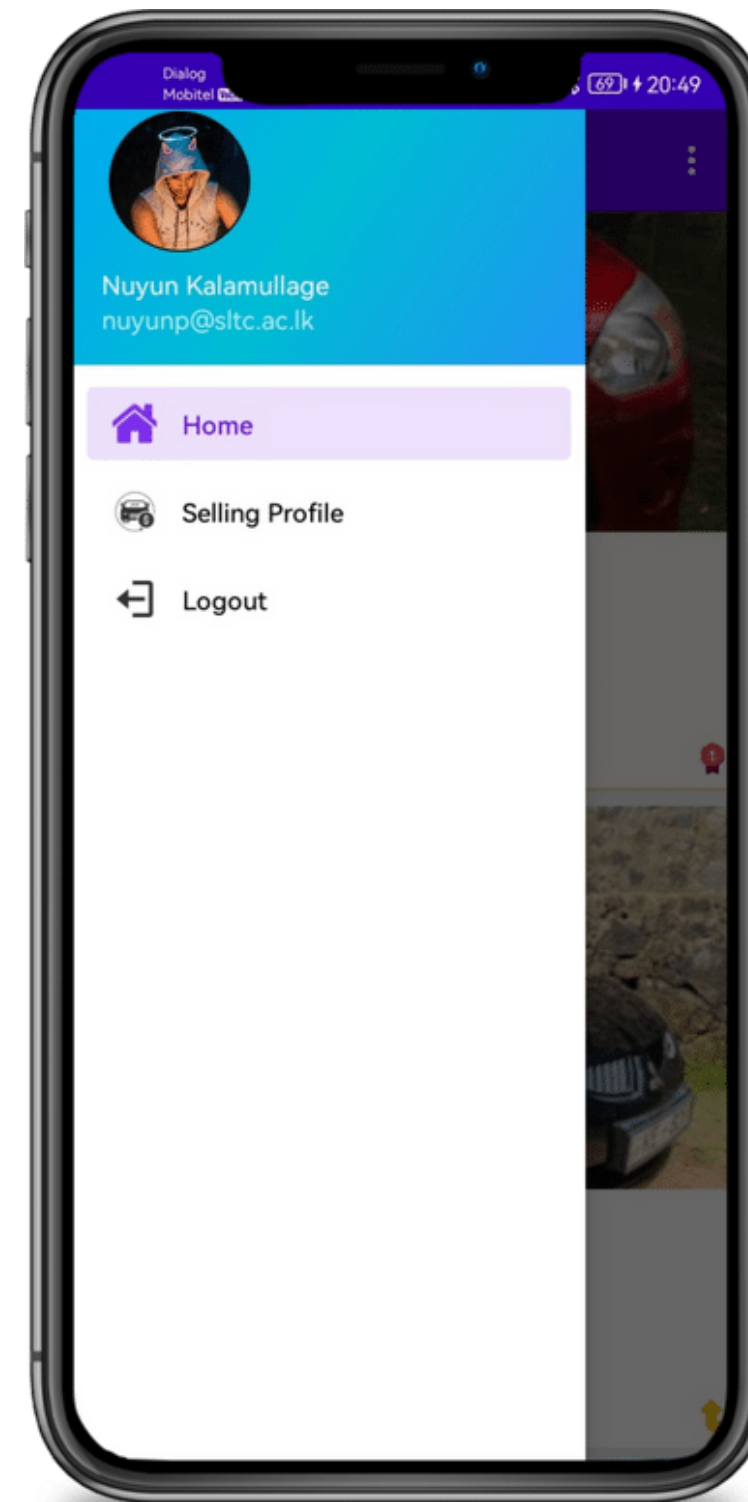 Dialog
Mobitel
69 20:49
Nuyun Kalamullage
nuyunp@sltc.ac.lk
Home
Selling Profile
Logout